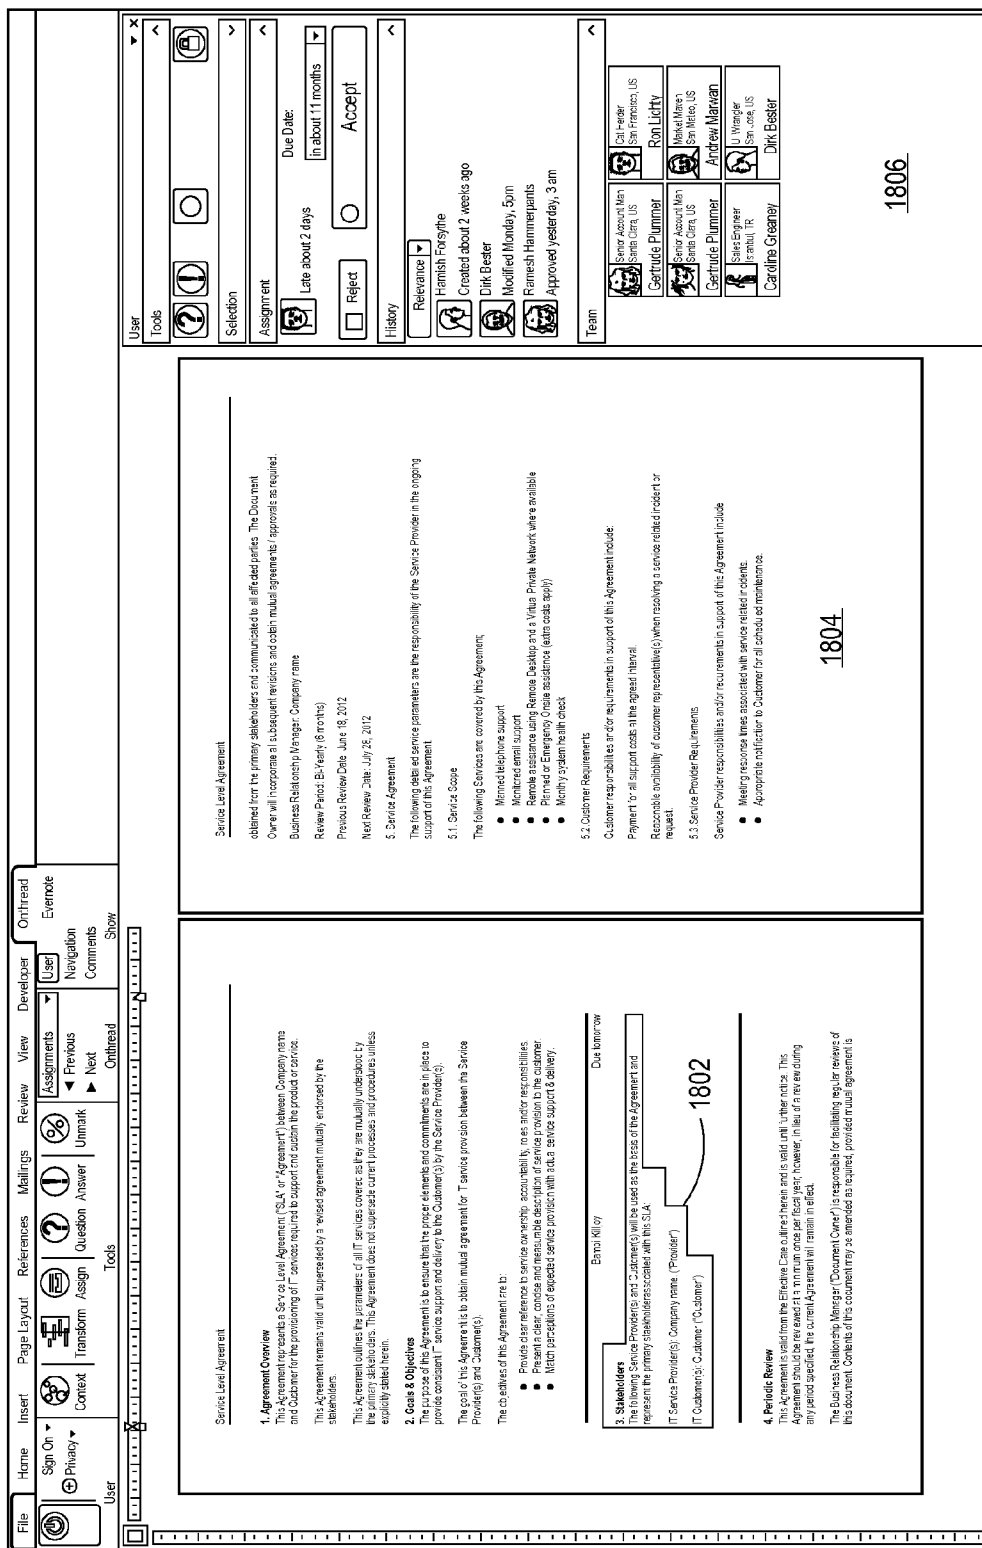 File Home Insert Page Layout References Mailings Review View Developer Onthread
Sign On
Privacy
User
Context Transform Assign Question Answer Unmark
Tools
Assignments
Previous
Next
Onthread
User Evernote
Navigation
Comments
Show
Service Level Agreement
1. Agreement Overview
This Agreement represents a Service Level Agreement ("SLA" or "Agreement") between Company name
and Customer for the provisioning of IT services required to support and sustain the product or service.
This Agreement remains valid until superseded by a revised agreement mutually endorsed by the
stakeholders.
This Agreement outlines the parameters of all IT services covered as they are mutually understood by
the primary stakeholders. This Agreement does not supersede current processes and procedures unless
explicitly stated herein.
2. Goals & Objectives
The purpose of this Agreement is to ensure that the proper elements and commitments are in place to
provide consistent IT service support and delivery to the Customer(s) by the Service Provider(s).
The goal of this Agreement is to obtain mutual agreement for IT service provision between the Service
Provider(s) and Customer(s).
The objectives of this Agreement are to:
● Provide clear reference to service ownership, accountability, roles and/or responsibilities.
● Present a clear, concise and measurable description of service provision to the customer.
● Match perceptions of expected service provision with actual service support & delivery.
Bambi Killoy Due tomorrow
3. Stakeholders
The following Service Provider(s) and Customer(s) will be used as the basis of the Agreement and
represent the primary stakeholders associated with this SLA:
IT Service Provider(s): Company name. ("Provider")
IT Customer(s): Customer ("Customer")
1802
4. Periodic Review
This Agreement is valid from the Effective Date outlined herein and is valid until further notice. This
Agreement should be reviewed at a minimum once per fiscal year; however, in lieu of a review during
any period specified, the current Agreement will remain in effect.
The Business Relationship Manager ("Document Owner") is responsible for facilitating regular reviews of
this document. Contents of this document may be amended as required, provided mutual agreement is
Service Level Agreement
obtained from the primary stakeholders and communicated to all affected parties. The Document
Owner will incorporate all subsequent revisions and obtain mutual agreements / approvals as required.
Business Relationship Manager: Company name
Review Period: Bi-Yearly (6 months)
Previous Review Date: June 18, 2012
Next Review Date: July 28, 2012
5. Service Agreement
The following detailed service parameters are the responsibility of the Service Provider in the ongoing
support of this Agreement.
5.1. Service Scope
The following Services are covered by this Agreement;
● Manned telephone support
● Monitored email support
● Remote assistance using Remote Desktop and a Virtual Private Network where available
● Planned or Emergency Onsite assistance (extra costs apply)
● Monthly system health check
5.2 Customer Requirements
Customer responsibilities and/or requirements in support of this Agreement include:
Payment for all support costs at the agreed interval.
Reasonable availability of customer representative(s) when resolving a service related incident or
request.
5.3 Service Provider Requirements
Service Provider responsibilities and/or requirements in support of this Agreement include
● Meeting response times associated with service related incidents.
● Appropriate notification to Customer for all scheduled maintenance.
1804
User
Tools
Selection
Assignment
Due Date:
Late about 2 days in about 11 months
Reject Accept
History
Relevance
Hamish Forsythe
Created about 2 weeks ago
Dirk Bester
Modified Monday, 5pm
Ramesh Hammerpants
Approved yesterday, 3 am
Team
Senior Account Man
Santa Clara, US
Gertrude Plummer
Cat Herder
San Francisco, US
Ron Lichty
Senior Account Man
Santa Clara, US
Gertrude Plummer
Market Maven
San Mateo, US
Andrew Marwan
Sales Engineer
Istanbul, TR
Caroline Greaney
UI Wrangler
San Jose, US
Dirk Bester
1806